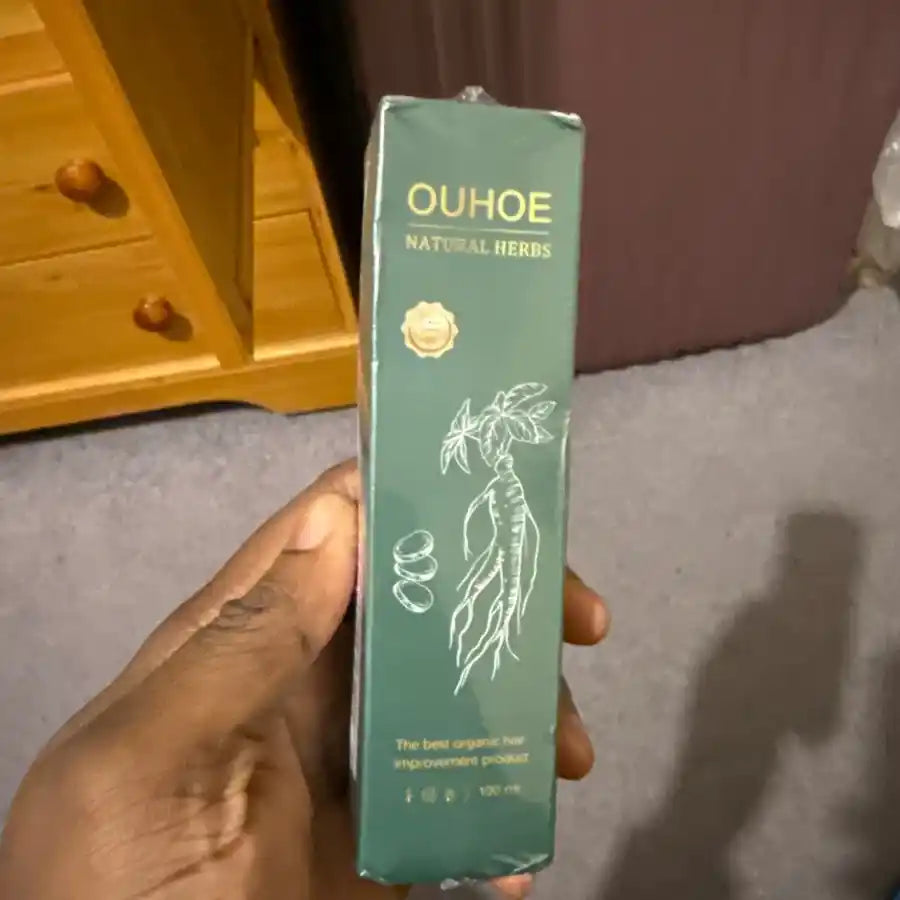 OUHOE
NATURAL HERBS
The best organic hair
improvement product
100 ml